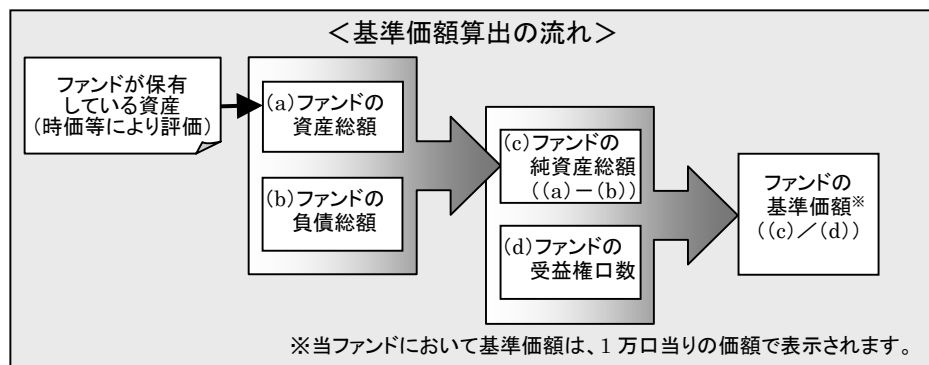 ＜基準価額算出の流れ＞
ファンドが保有
している資産
（時価等により評価）
(a)ファンドの
資産総額
(b)ファンドの
負債総額
(c)ファンドの
純資産総額
((a)－(b))
(d)ファンドの
受益権口数
ファンドの
基準価額※
((c)／(d))
※当ファンドにおいて基準価額は、1万口当りの価額で表示されます。